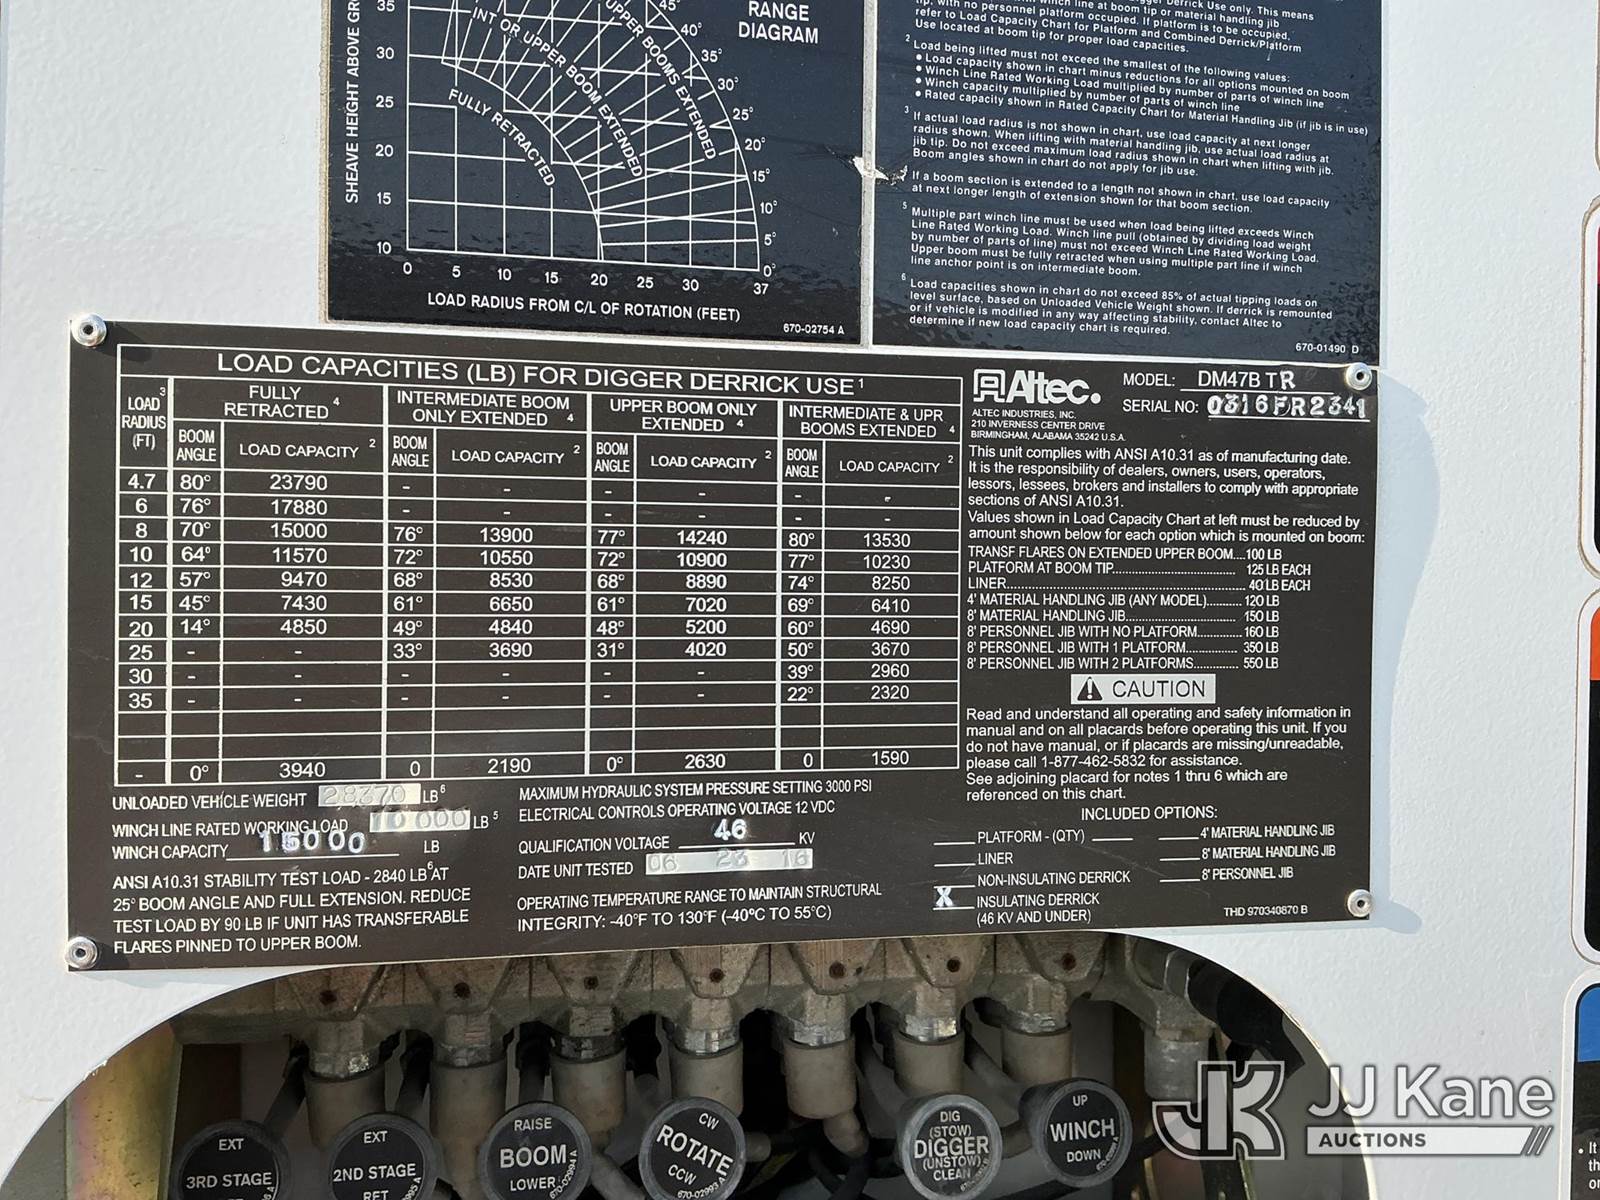 RANGE
DIAGRAM
SHEAVE HEIGHT ABOVE
35
30
25
20
15
10
INT OR UPPER BOOM EXTENDED
UPPER BOOMS EXTENDED
FULLY RETRACTED
45° 40° 35° 30° 25° 20° 15° 10° 5° 0°
0 5 10 15 20 25 30 37
LOAD RADIUS FROM C/L OF ROTATION (FEET)
670-02754 A
Derrick Use only. This means
tip, with no personnel platform occupied. If platform is to be occupied,
refer to Load Capacity Chart for Platform and Combined Derrick/Platform
Use located at boom tip for proper load capacities.
2 Load being lifted must not exceed the smallest of the following values:
• Load capacity shown in chart minus reductions for all options mounted on boom
• Winch Line Rated Working Load multiplied by number of parts of winch line
• Winch capacity multiplied by number of parts of winch line
• Rated capacity shown in Rated Capacity Chart for Material Handling Jib (if jib is in use)
3 If actual load radius is not shown in chart, use load capacity at next longer
radius shown. When lifting with material handling jib, use actual load radius at
jib tip. Do not exceed maximum load radius shown in chart when lifting with jib.
Boom angles shown in chart do not apply for jib use.
If a boom section is extended to a length not shown in chart, use load capacity
at next longer length of extension shown for that boom section.
5 Multiple part winch line must be used when load being lifted exceeds Winch
Line Rated Working Load. Winch line pull (obtained by dividing load weight
by number of parts of line) must not exceed Winch Line Rated Working Load.
Upper boom must be fully retracted when using multiple part line if winch
line anchor point is on intermediate boom.
6 Load capacities shown in chart do not exceed 85% of actual tipping loads on
level surface, based on Unloaded Vehicle Weight shown. If derrick is remounted
or if vehicle is modified in any way affecting stability, contact Altec to
determine if new load capacity chart is required.
670-01490 D
LOAD CAPACITIES (LB) FOR DIGGER DERRICK USE 1
LOAD RADIUS (FT) 3
FULLY RETRACTED 4
INTERMEDIATE BOOM ONLY EXTENDED 4
UPPER BOOM ONLY EXTENDED 4
INTERMEDIATE & UPR BOOMS EXTENDED 4
BOOM ANGLE LOAD CAPACITY 2 BOOM ANGLE LOAD CAPACITY 2 BOOM ANGLE LOAD CAPACITY 2 BOOM ANGLE LOAD CAPACITY 2
4.7 80° 23790 - - - - - -
6 76° 17880 - - - - - -
8 70° 15000 76° 13900 77° 14240 80° 13530
10 64° 11570 72° 10550 72° 10900 77° 10230
12 57° 9470 68° 8530 68° 8890 74° 8250
15 45° 7430 61° 6650 61° 7020 69° 6410
20 14° 4850 49° 4840 48° 5200 60° 4690
25 - - 33° 3690 31° 4020 50° 3670
30 - - - - - - 39° 2960
35 - - - - - - 22° 2320
- 0° 3940 0 2190 0° 2630 0 1590
UNLOADED VEHICLE WEIGHT 28370 LB 6
WINCH LINE RATED WORKING LOAD 10000 LB 5
WINCH CAPACITY 15000 LB
ANSI A10.31 STABILITY TEST LOAD - 2840 LB 6 AT
25° BOOM ANGLE AND FULL EXTENSION. REDUCE
TEST LOAD BY 90 LB IF UNIT HAS TRANSFERABLE
FLARES PINNED TO UPPER BOOM.
MAXIMUM HYDRAULIC SYSTEM PRESSURE SETTING 3000 PSI
ELECTRICAL CONTROLS OPERATING VOLTAGE 12 VDC
QUALIFICATION VOLTAGE 46 KV
DATE UNIT TESTED 06 23 16
OPERATING TEMPERATURE RANGE TO MAINTAIN STRUCTURAL
INTEGRITY: -40°F TO 130°F (-40°C TO 55°C)
Altec.
ALTEC INDUSTRIES, INC.
210 INVERNESS CENTER DRIVE
BIRMINGHAM, ALABAMA 35242 U.S.A.
MODEL: DM47B TR
SERIAL NO: 0316FR2341
This unit complies with ANSI A10.31 as of manufacturing date.
It is the responsibility of dealers, owners, users, operators,
lessors, lessees, brokers and installers to comply with appropriate
sections of ANSI A10.31.
Values shown in Load Capacity Chart at left must be reduced by
amount shown below for each option which is mounted on boom:
TRANSF FLARES ON EXTENDED UPPER BOOM....100 LB
PLATFORM AT BOOM TIP.... 125 LB EACH
LINER.... 40 LB EACH
4' MATERIAL HANDLING JIB (ANY MODEL).... 120 LB
8' MATERIAL HANDLING JIB.... 150 LB
8' PERSONNEL JIB WITH NO PLATFORM.... 160 LB
8' PERSONNEL JIB WITH 1 PLATFORM.... 350 LB
8' PERSONNEL JIB WITH 2 PLATFORMS.... 550 LB
CAUTION
Read and understand all operating and safety information in
manual and on all placards before operating this unit. If you
do not have manual, or if placards are missing/unreadable,
please call 1-877-462-5832 for assistance.
See adjoining placard for notes 1 thru 6 which are
referenced on this chart.
INCLUDED OPTIONS:
PLATFORM - (QTY) 4' MATERIAL HANDLING JIB
LINER 8' MATERIAL HANDLING JIB
NON-INSULATING DERRICK 8' PERSONNEL JIB
X INSULATING DERRICK
(46 KV AND UNDER)
THD 970340870 B
EXT
3RD STAGE
EXT
2ND STAGE
RET
RAISE
BOOM
LOWER
670-02994 A
CW
ROTATE
CCW
670-02993 A
DIG
(STOW)
DIGGER
(UNSTOW)
CLEAN
UP
WINCH
DOWN
JK JJ Kane
AUCTIONS